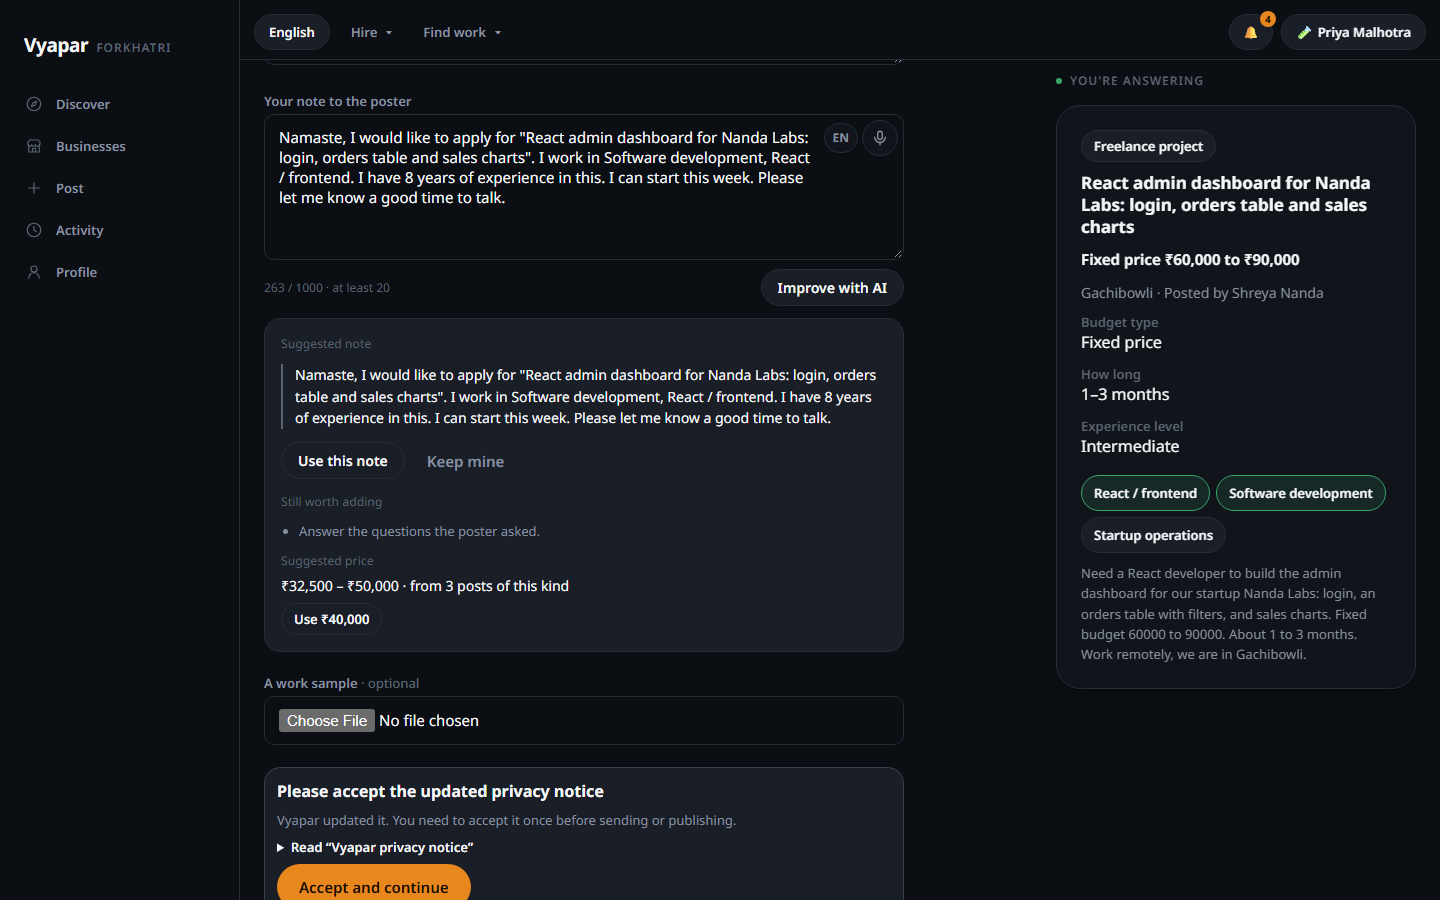 Vyapar FORKHATRI
Discover
Businesses
Post
Activity
Profile
English
Hire
Find work
4
Priya Malhotra
Your note to the poster
Namaste, I would like to apply for "React admin dashboard for Nanda Labs:
login, orders table and sales charts". I work in Software development, React
/ frontend. I have 8 years of experience in this. I can start this week. Please
let me know a good time to talk.
EN
263 / 1000 · at least 20
Improve with AI
Suggested note
Namaste, I would like to apply for "React admin dashboard for Nanda Labs: login, orders
table and sales charts". I work in Software development, React / frontend. I have 8 years
of experience in this. I can start this week. Please let me know a good time to talk.
Use this note
Keep mine
Still worth adding
• Answer the questions the poster asked.
Suggested price
₹32,500 – ₹50,000 · from 3 posts of this kind
Use ₹40,000
A work sample · optional
Choose File No file chosen
Please accept the updated privacy notice
Vyapar updated it. You need to accept it once before sending or publishing.
Read “Vyapar privacy notice”
Accept and continue
YOU'RE ANSWERING
Freelance project
React admin dashboard for Nanda
Labs: login, orders table and sales
charts
Fixed price ₹60,000 to ₹90,000
Gachibowli · Posted by Shreya Nanda
Budget type
Fixed price
How long
1–3 months
Experience level
Intermediate
React / frontend
Software development
Startup operations
Need a React developer to build the admin
dashboard for our startup Nanda Labs: login, an
orders table with filters, and sales charts. Fixed
budget 60000 to 90000. About 1 to 3 months.
Work remotely, we are in Gachibowli.